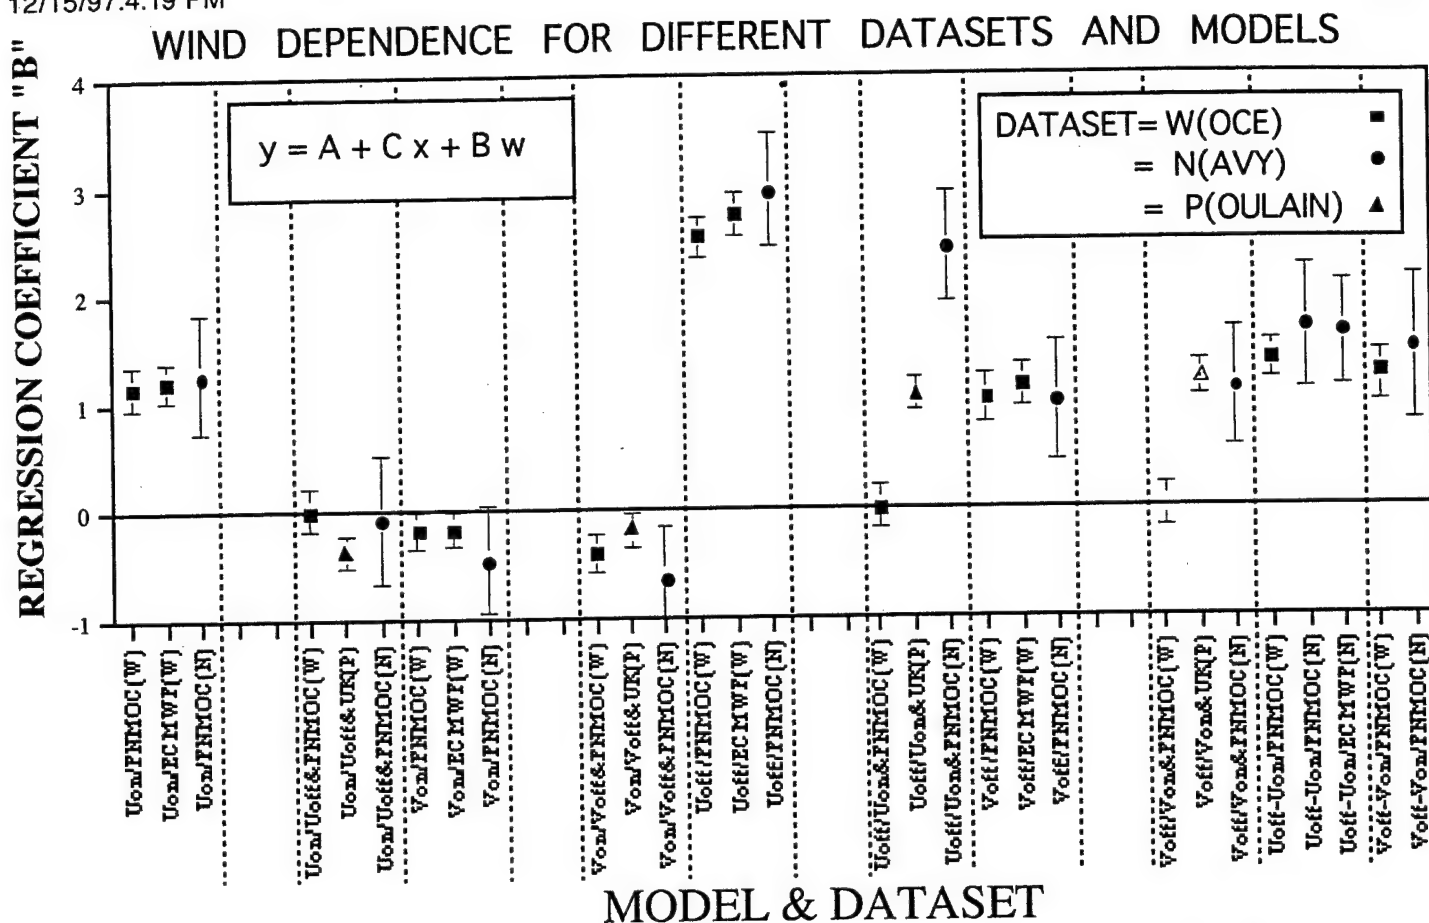 12/15/97.4:19 PM
WIND DEPENDENCE FOR DIFFERENT DATASETS AND MODELS
REGRESSION COEFFICIENT "B"
4
3
2
1
0
-1
y = A + C x + B w
DATASET= W(OCE)
= N(AVY)
= P(OULAIN)
Uon/FNMOC(W)
Uon/ECMWF(W)
Uon/FNMOC(N)
Uon/Uoff&FNMOC(W)
Uon/Uoff&UK(P)
Uon/Uoff&FNMOC(N)
Von/FNMOC(W)
Von/ECMWF(W)
Von/FNMOC(N)
Von/Voff&FNMOC(W)
Von/Voff&UK(P)
Von/Voff&FNMOC(N)
Uoff/FNMOC(W)
Uoff/ECMWF(W)
Uoff/FNMOC(N)
Uoff/Uon&FNMOC(W)
Uoff/Uon&UK(P)
Uoff/Uon&FNMOC(N)
Voff/FNMOC(W)
Voff/ECMWF(W)
Voff/FNMOC(N)
Voff/Von&FNMOC(W)
Voff/Von&UK(P)
Voff/Von&FNMOC(N)
Uoff-Uon/FNMOC(W)
Uoff-Uon/FNMOC(N)
Uoff-Uon/ECMWF(N)
Voff-Von/FNMOC(W)
Voff-Von/FNMOC(N)
MODEL & DATASET